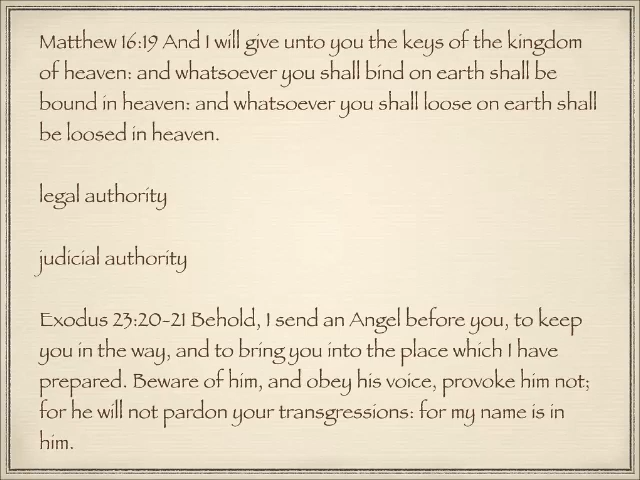 Matthew 16:19 And I will give unto you the keys of the kingdom
of heaven: and whatsoever you shall bind on earth shall be
bound in heaven: and whatsoever you shall loose on earth shall
be loosed in heaven.
legal authority
judicial authority
Exodus 23:20-21 Behold, I send an Angel before you, to keep
you in the way, and to bring you into the place which I have
prepared. Beware of him, and obey his voice, provoke him not;
for he will not pardon your transgressions: for my name is in
him.